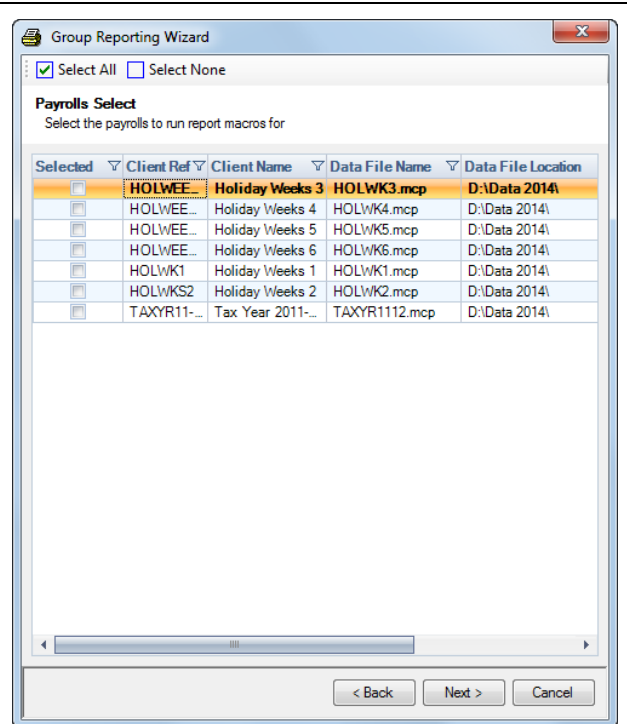 Group Reporting Wizard
Select All Select None
Payrolls Select
Select the payrolls to run report macros for
Selected Client Ref Client Name Data File Name Data File Location
HOLWEE... Holiday Weeks 3 HOLWK3.mcp D:\Data 2014\
HOLWEE... Holiday Weeks 4 HOLWK4.mcp D:\Data 2014\
HOLWEE... Holiday Weeks 5 HOLWK5.mcp D:\Data 2014\
HOLWEE... Holiday Weeks 6 HOLWK6.mcp D:\Data 2014\
HOLWK1 Holiday Weeks 1 HOLWK1.mcp D:\Data 2014\
HOLWKS2 Holiday Weeks 2 HOLWK2.mcp D:\Data 2014\
TAXYR11-... Tax Year 2011-... TAXYR1112.mcp D:\Data 2014\
< Back Next > Cancel